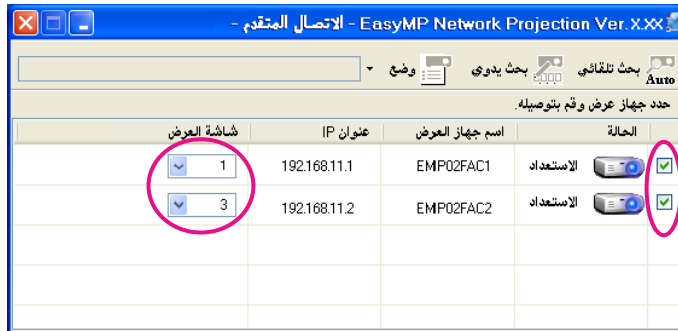 EasyMP Network Projection Ver.x.xx - الاتصال المتقدم -
بحث تلقائي Auto بحث يدوي وضع
حدد جهاز عرض وقم بتوصيله.
الحالة اسم جهاز العرض عنوان IP شاشة العرض
الاستعداد EMP02FAC1 192.168.11.1 1
الاستعداد EMP02FAC2 192.168.11.2 3